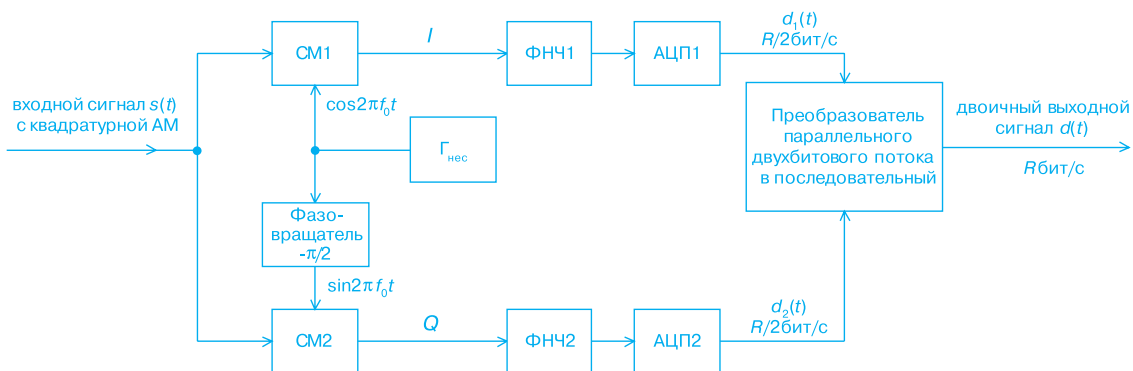 входной сигнал s(t)
с квадратурной АМ
СМ1
I
ФНЧ1
АЦП1
d₁(t)
R/2бит/с
cos2πf₀t
Гнес
Фазо-
вращатель
-π/2
sin2πf₀t
СМ2
Q
ФНЧ2
АЦП2
d₂(t)
R/2бит/с
Преобразователь
параллельного
двухбитового потока
в последовательный
двоичный выходной
сигнал d(t)
Rбит/с